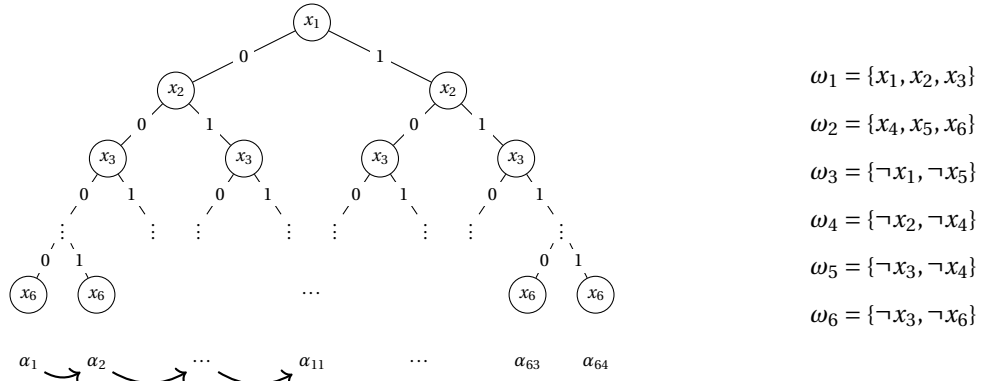 x₁
0 1
x₂ x₂
0 1 0 1
x₃ x₃ x₃ x₃
0 1 0 1 0 1 0 1
⋮ ⋮ ⋮ ⋮ ⋮ ⋮ ⋮ ⋮
0 1 0 1
x₆ x₆ ... x₆ x₆
α₁ α₂ ... α₁₁ ... α₆₃ α₆₄
ω₁ = {x₁, x₂, x₃}
ω₂ = {x₄, x₅, x₆}
ω₃ = {¬x₁, ¬x₅}
ω₄ = {¬x₂, ¬x₄}
ω₅ = {¬x₃, ¬x₄}
ω₆ = {¬x₃, ¬x₆}